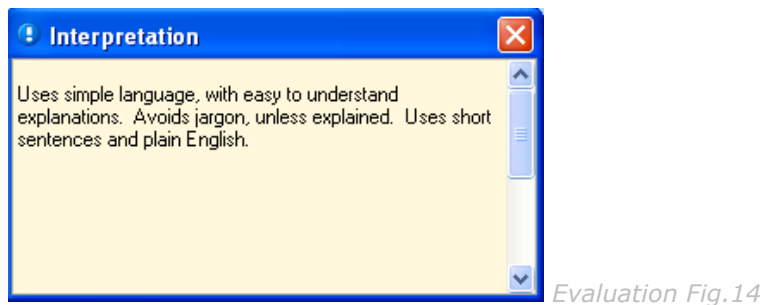 Interpretation
Uses simple language, with easy to understand
explanations.  Avoids jargon, unless explained.  Uses short
sentences and plain English.
Evaluation Fig.14